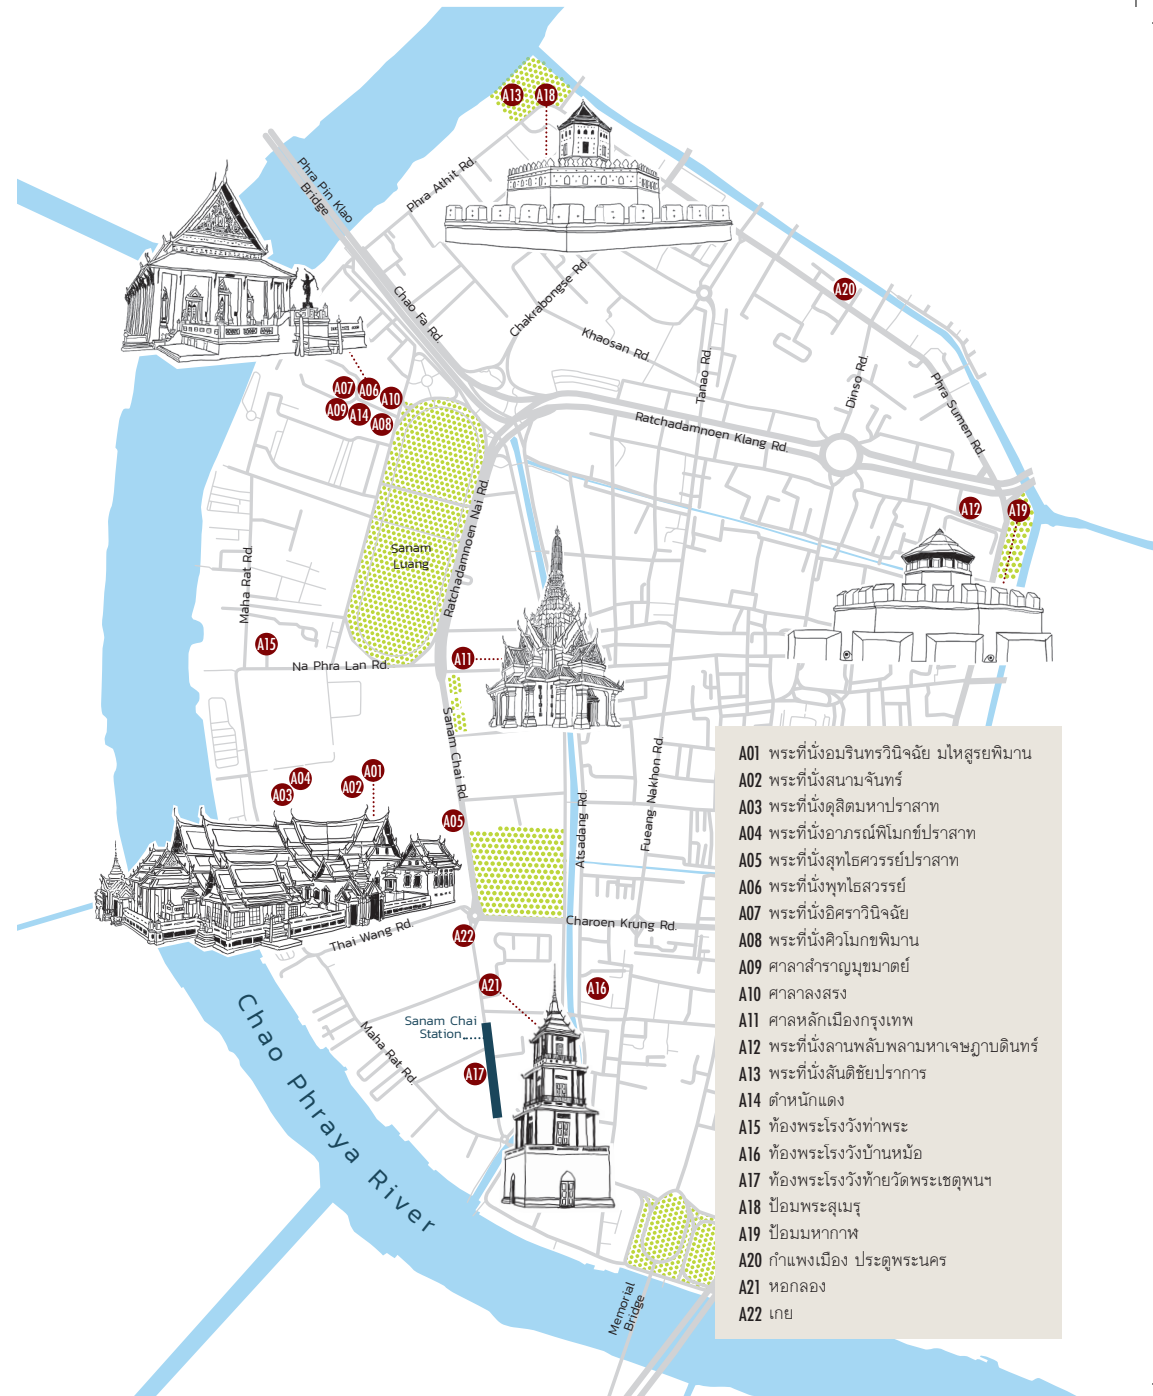 A13
A18
Phra Pin Klao
Bridge
Phra Athit Rd.
Chakrabongse Rd.
Chao Fa Rd.
Khaosan Rd
A20
Tanao Rd.
Dinso Rd.
Phra Sumen Rd.
A07
A06
A10
A09
A14
A08
Ratchadamnoen Klang Rd.
Ratchadamnoen Nai Rd.
A12
A19
Sanam
Luang
Maha Rat Rd
A15
Na Phra Lan Rd.
A11
Sanam Chai Rd
Fueang Nakhon Rd.
Atsadang Rd.
A04
A03
A02
A01
A05
Thai Wang Rd.
A22
Charoen Krung Rd.
A21
A16
Sanam Chai
Station
Maha Rat Rd.
A17
Chao Phraya River
Memorial
Bridge
A01 พระที่นั่งอมรินทรวินิจฉัย มไหสูรยพิมาน
A02 พระที่นั่งสนามจันทร์
A03 พระที่นั่งดุสิตมหาปราสาท
A04 พระที่นั่งอาภรณ์พิโมกข์ปราสาท
A05 พระที่นั่งสุทไธศวรรย์ปราสาท
A06 พระที่นั่งพุทไธสวรรย์
A07 พระที่นั่งอิศราวินิจฉัย
A08 พระที่นั่งศิวโมกขพิมาน
A09 ศาลาสำราญมุขมาตย์
A10 ศาลาลงสรง
A11 ศาลหลักเมืองกรุงเทพ
A12 พระที่นั่งลานพลับพลามหาเจษฎาบดินทร์
A13 พระที่นั่งสันติชัยปราการ
A14 ตำหนักแดง
A15 ท้องพระโรงวังท่าพระ
A16 ท้องพระโรงวังบ้านหม้อ
A17 ท้องพระโรงวังท้ายวัดพระเชตุพนฯ
A18 ป้อมพระสุเมรุ
A19 ป้อมมหากาฬ
A20 กำแพงเมือง ประตูพระนคร
A21 หอกลอง
A22 เกย